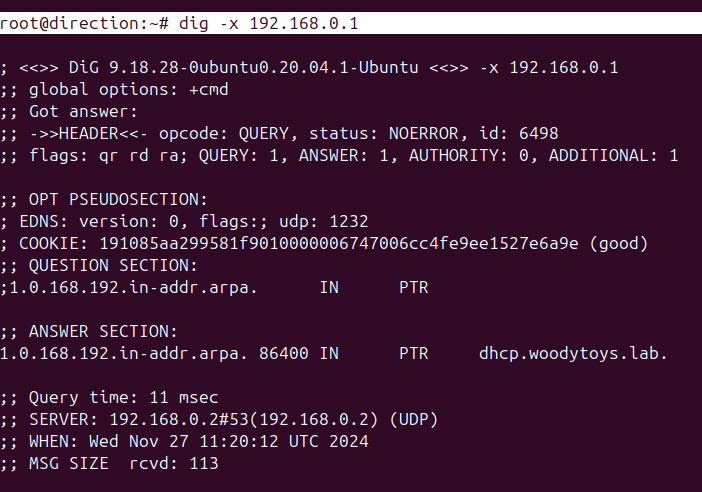 root@direction:~# dig -x 192.168.0.1
; <<>> DiG 9.18.28-0ubuntu0.20.04.1-Ubuntu <<>> -x 192.168.0.1
;; global options: +cmd
;; Got answer:
;; ->>HEADER<<- opcode: QUERY, status: NOERROR, id: 6498
;; flags: qr rd ra; QUERY: 1, ANSWER: 1, AUTHORITY: 0, ADDITIONAL: 1
;; OPT PSEUDOSECTION:
; EDNS: version: 0, flags:; udp: 1232
; COOKIE: 191085aa299581f9010000006747006cc4fe9ee1527e6a9e (good)
;; QUESTION SECTION:
;1.0.168.192.in-addr.arpa. IN PTR
;; ANSWER SECTION:
1.0.168.192.in-addr.arpa. 86400 IN PTR dhcp.woodytoys.lab.
;; Query time: 11 msec
;; SERVER: 192.168.0.2#53(192.168.0.2) (UDP)
;; WHEN: Wed Nov 27 11:20:12 UTC 2024
;; MSG SIZE rcvd: 113